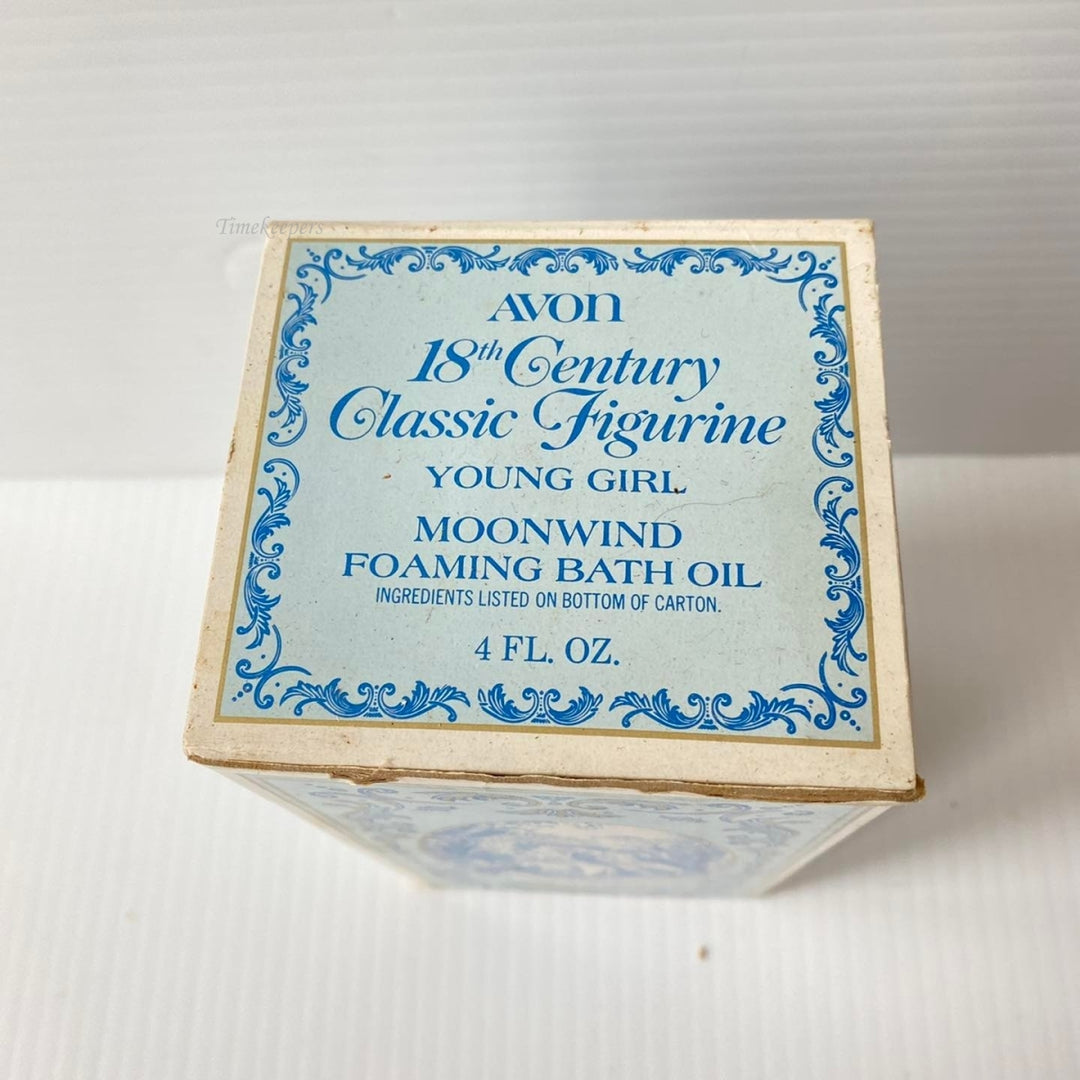 Timekeepers
AVON
18th Century
Classic Figurine
YOUNG GIRL
MOONWIND
FOAMING BATH OIL
INGREDIENTS LISTED ON BOTTOM OF CARTON.
4 FL. OZ.